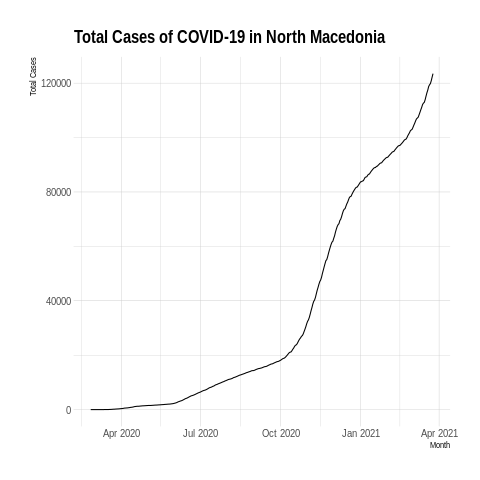 Total Cases of COVID-19 in North Macedonia
Total Cases
120000
80000
40000
0
Apr 2020 Jul 2020 Oct 2020 Jan 2021 Apr 2021
Month